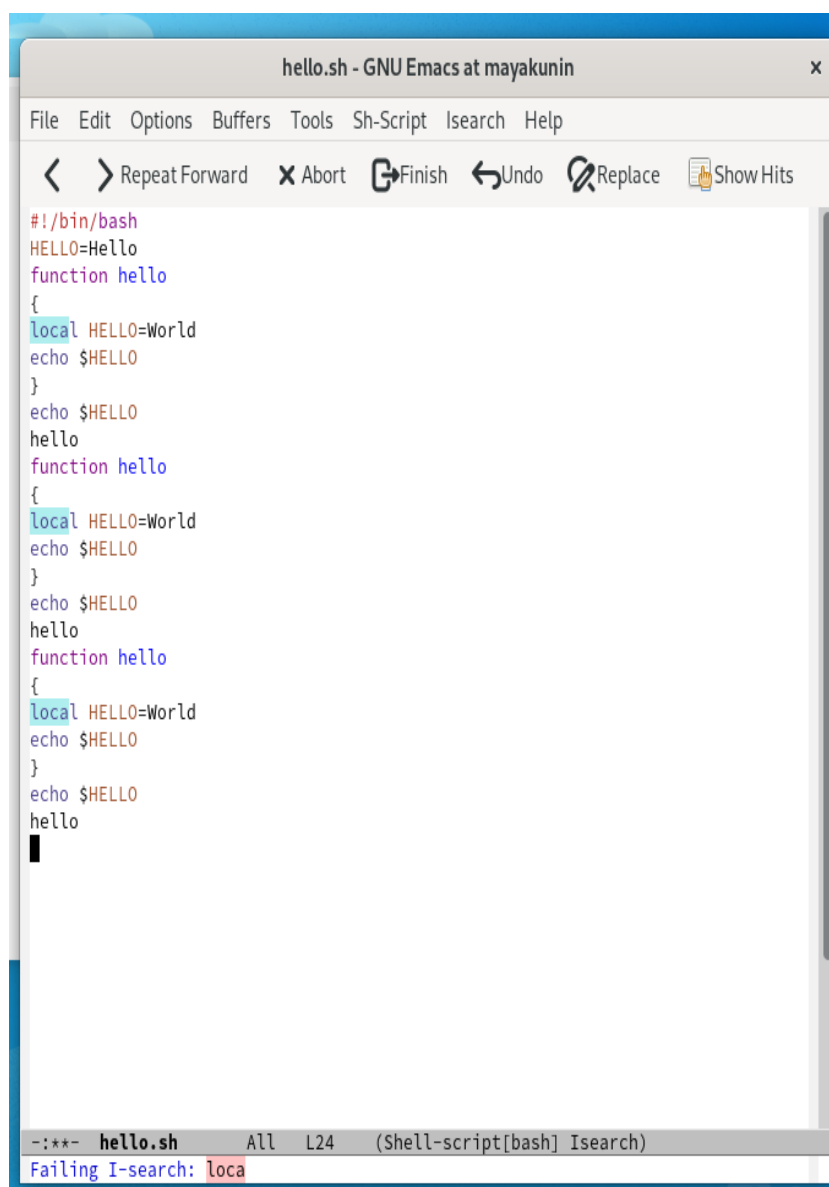 hello.sh - GNU Emacs at mayakunin ×
File Edit Options Buffers Tools Sh-Script Isearch Help
Repeat Forward Abort Finish Undo Replace Show Hits
#!/bin/bash
HELLO=Hello
function hello
{
local HELLO=World
echo $HELLO
}
echo $HELLO
hello
function hello
{
local HELLO=World
echo $HELLO
}
echo $HELLO
hello
function hello
{
local HELLO=World
echo $HELLO
}
echo $HELLO
hello
-:**- hello.sh All L24 (Shell-script[bash] Isearch)
Failing I-search: loca